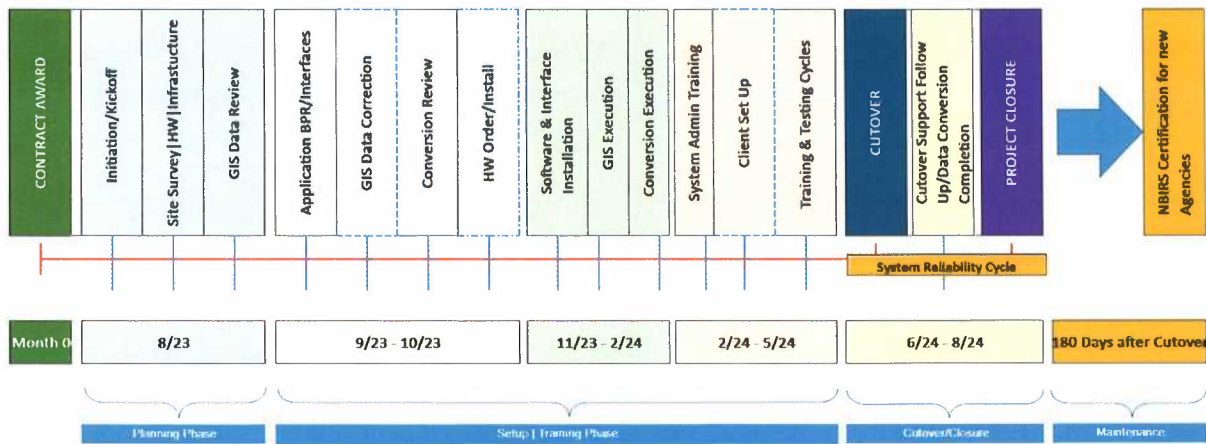 CONTRACT AWARD
Initiation/Kickoff
Site Survey|HW|Infrastucture
GIS Data Review
Application BPR/Interfaces
GIS Data Correction
Conversion Review
HW Order/Install
Software & Interface
Installation
GIS Execution
Conversion Execution
System Admin Training
Client Set Up
Training & Testing Cycles
CUTOVER
Cutover Support Follow
Up/Data Conversion
Completion
PROJECT CLOSURE
NBIRS Certification for new
Agencies
System Reliability Cycle
Month 0
8/23
9/23 - 10/23
11/23 - 2/24
2/24 - 5/24
6/24 - 8/24
180 Days after Cutover
Planning Phase
Setup | Training Phase
Cutover/Closure
Maintenance